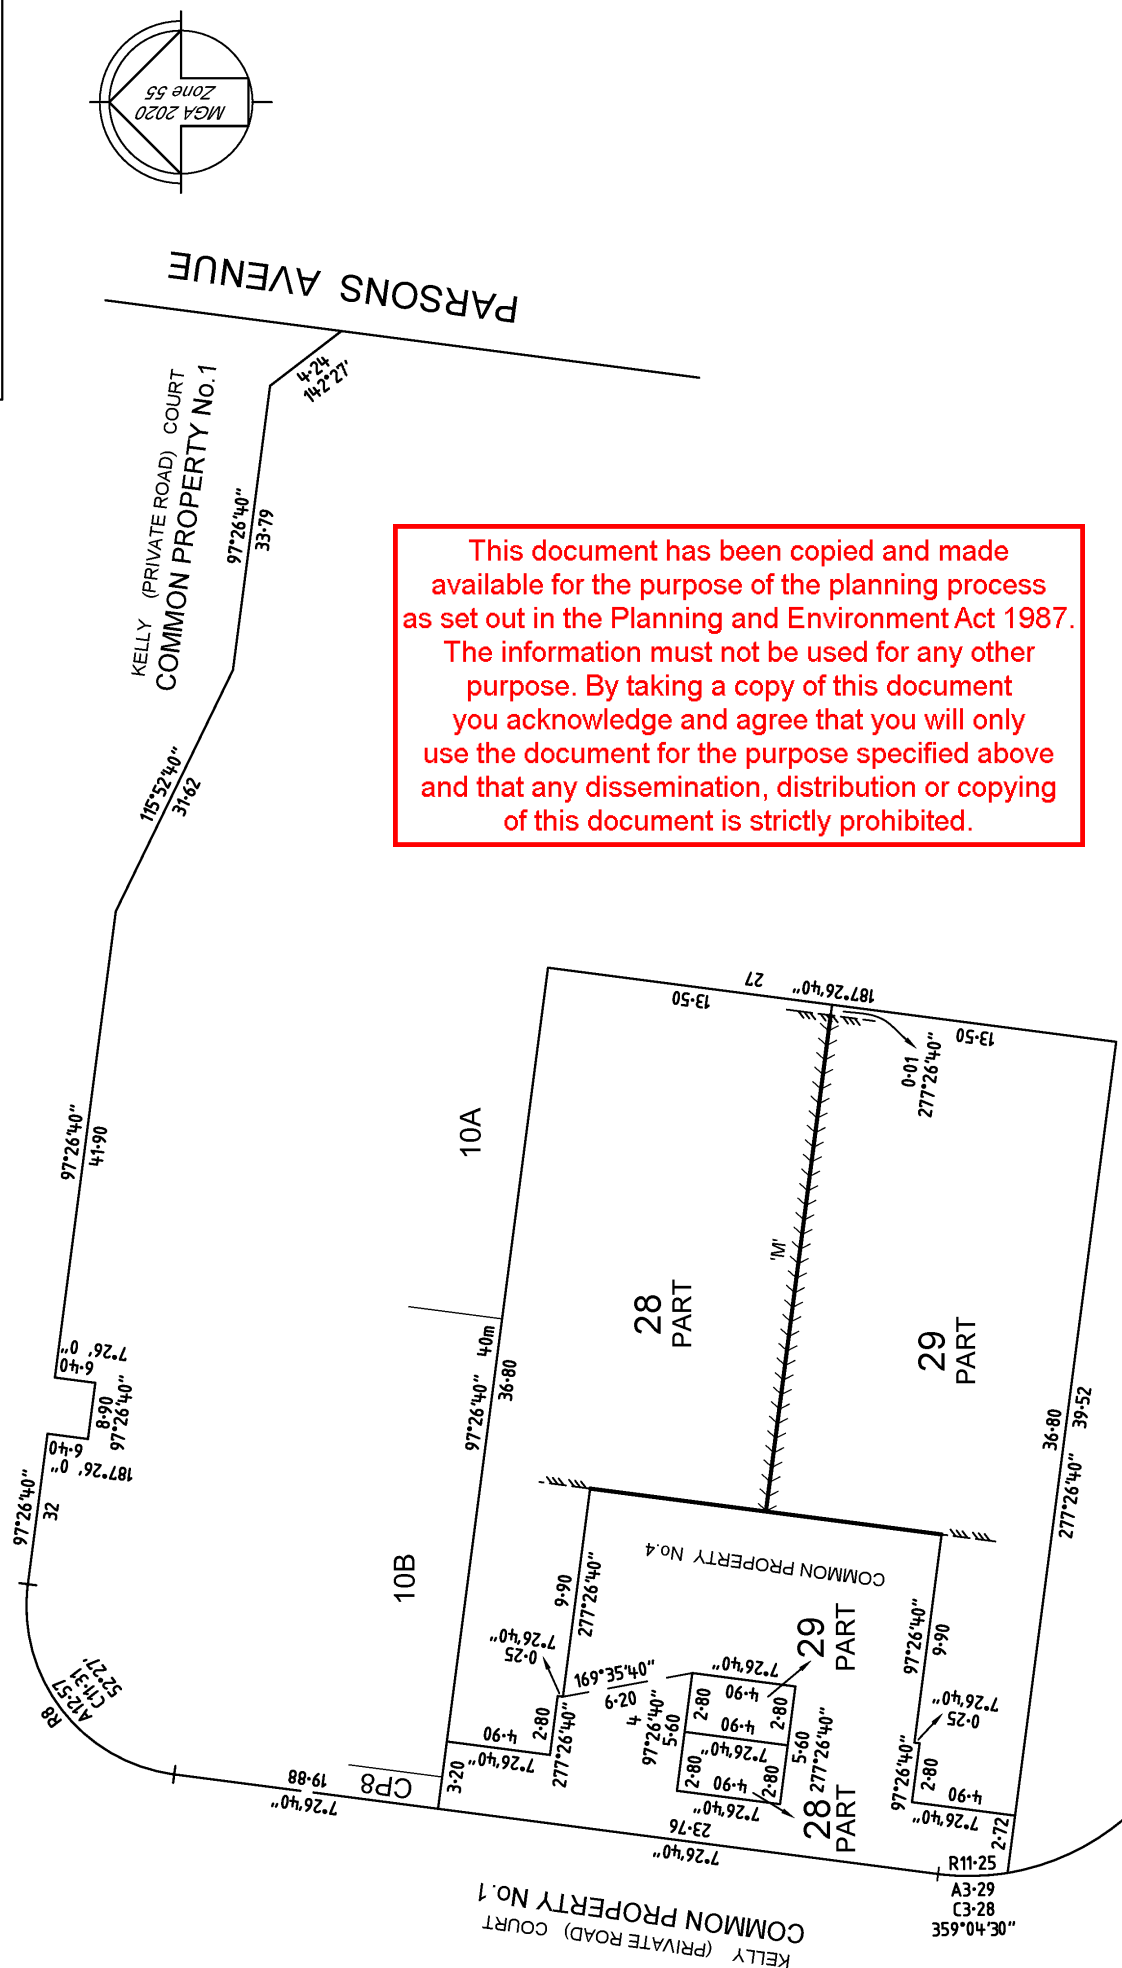 MGA 2020
Zone 55
PARSONS AVENUE
KELLY (PRIVATE ROAD) COURT
COMMON PROPERTY No.1
4·24
142°27'
97°26'40"
33·79
This document has been copied and made
available for the purpose of the planning process
as set out in the Planning and Environment Act 1987.
The information must not be used for any other
purpose. By taking a copy of this document
you acknowledge and agree that you will only
use the document for the purpose specified above
and that any dissemination, distribution or copying
of this document is strictly prohibited.
115°52'40"
31·62
97°26'40"
41·90
7°26' 0"
6·40
8·90
97°26'40"
6·40
187°26' 0"
97°26'40"
32
R8
A12·57
C11·31
52°27'
19·88
7°26'40"
CP8
10A
10B
27
187°26'40"
13·50
13·50
0·01
277°26'40"
'M'
28
PART
29
PART
97°26'40" 40m
36·80
36·80
277°26'40" 39·52
COMMON PROPERTY No.4
9·90
277°26'40"
7°26'40"
0·25
169°35'40"
6·20
4
97°26'40"
5·60
7°26'40"
4·90
2·80
2·80
4·90
7°26'40"
2·80
2·80
4·90
7°26'40"
5·60
277°26'40"
29
PART
28
PART
4·90
7°26'40"
2·80
277°26'40"
3·20
97°26'40"
9·90
7°26'40"
0·25
97°26'40"
2·80
4·90
7°26'40"
2·72
23·76
7°26'40"
R11·25
A3·29
C3·28
359°04'30"
COMMON PROPERTY No.1
KELLY (PRIVATE ROAD) COURT